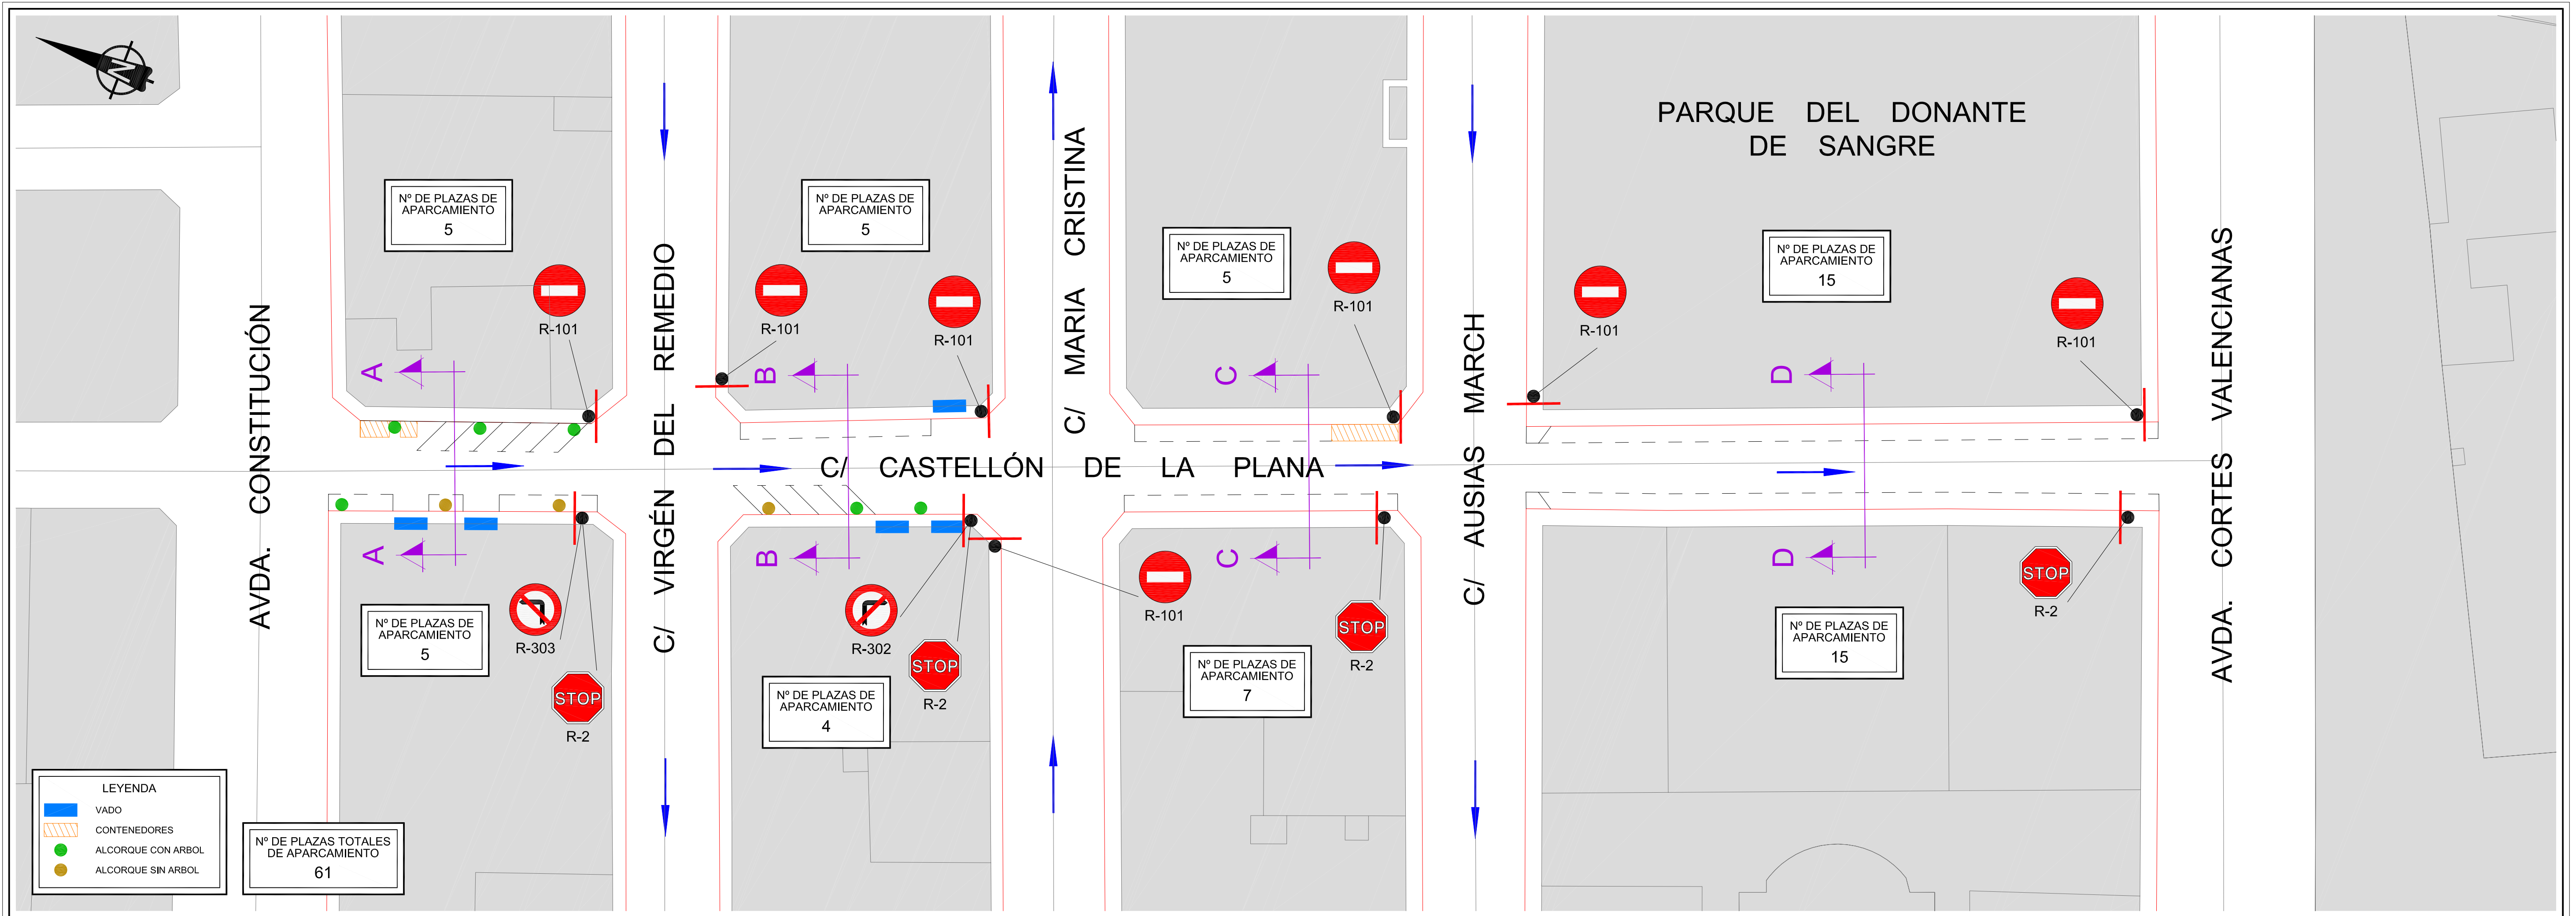 N
PARQUE DEL DONANTE
DE SANGRE
Nº DE PLAZAS DE
APARCAMIENTO
5
Nº DE PLAZAS DE
APARCAMIENTO
5
Nº DE PLAZAS DE
APARCAMIENTO
5
Nº DE PLAZAS DE
APARCAMIENTO
15
R-101
R-101
R-101
R-101
R-101
R-101
AVDA. CONSTITUCIÓN
C/ VIRGÉN DEL REMEDIO
C/ MARIA CRISTINA
C/ AUSIAS MARCH
AVDA. CORTES VALENCIANAS
A
B
C
D
C/ CASTELLÓN DE LA PLANA
A
B
C
D
R-303
STOP
R-2
R-302
STOP
R-2
R-101
STOP
R-2
STOP
R-2
Nº DE PLAZAS DE
APARCAMIENTO
5
Nº DE PLAZAS DE
APARCAMIENTO
4
Nº DE PLAZAS DE
APARCAMIENTO
7
Nº DE PLAZAS DE
APARCAMIENTO
15
LEYENDA
VADO
CONTENEDORES
ALCORQUE CON ARBOL
ALCORQUE SIN ARBOL
Nº DE PLAZAS TOTALES
DE APARCAMIENTO
61